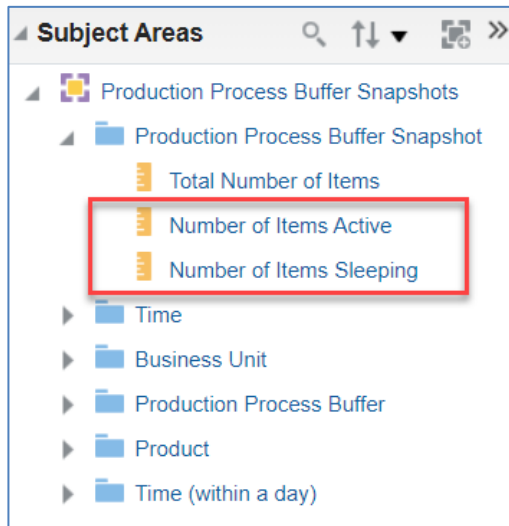 Subject Areas
Production Process Buffer Snapshots
Production Process Buffer Snapshot
Total Number of Items
Number of Items Active
Number of Items Sleeping
Time
Business Unit
Production Process Buffer
Product
Time (within a day)